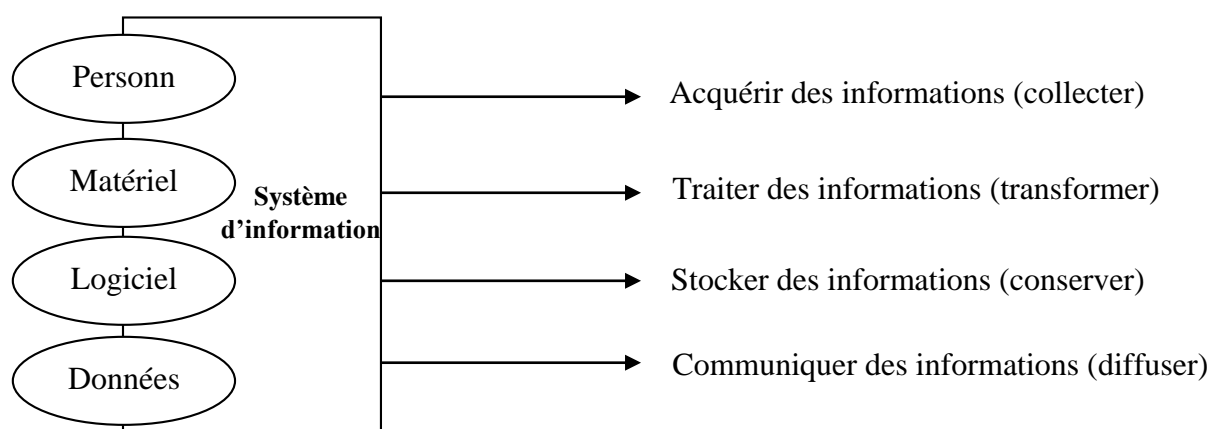 Personn
Matériel
Logiciel
Données
Système
d’information
Acquérir des informations (collecter)
Traiter des informations (transformer)
Stocker des informations (conserver)
Communiquer des informations (diffuser)